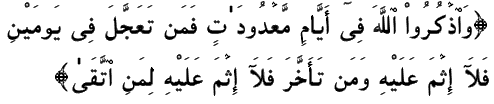 ﴿وَٱذۡكُرُواْ ٱللَّهَ فِىٓ أَيَّامٍ مَّعۡدُودَٰتٍ فَمَن تَعَجَّلَ فِى يَوۡمَيۡنِ
فَلَآ إِثۡمَ عَلَيۡهِ وَمَن تَأَخَّرَ فَلَآ إِثۡمَ عَلَيۡهِ لِمَنِ ٱتَّقَىٰ﴾